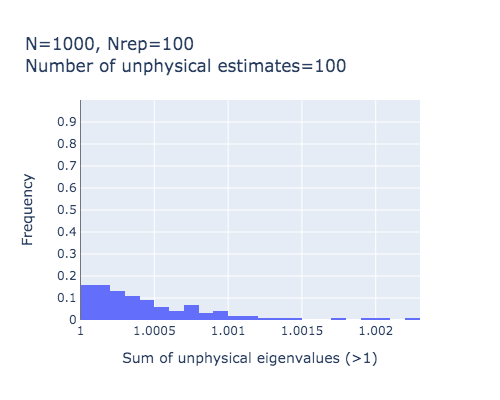 N=1000, Nrep=100
Number of unphysical estimates=100
0.9
0.8
0.7
0.6
0.5
0.4
0.3
0.2
0.1
0
Frequency
1 1.0005 1.001 1.0015 1.002
Sum of unphysical eigenvalues (>1)